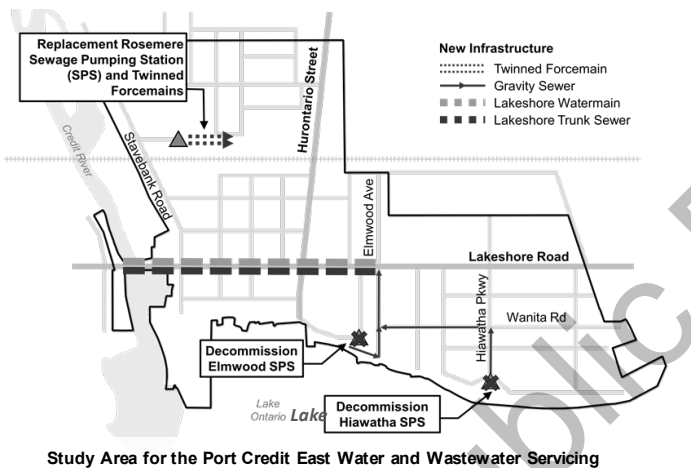 Replacement Rosemere
Sewage Pumping Station
(SPS) and Twinned
Forcemains
Hurontario Street
New Infrastructure
Twinned Forcemain
Gravity Sewer
Lakeshore Watermain
Lakeshore Trunk Sewer
Credit River
Stavebank Road
Elmwood Ave
Lakeshore Road
Hiawatha Pkwy
Wanita Rd
Decommission
Elmwood SPS
Lake
Ontario
Lake
Decommission
Hiawatha SPS
Study Area for the Port Credit East Water and Wastewater Servicing